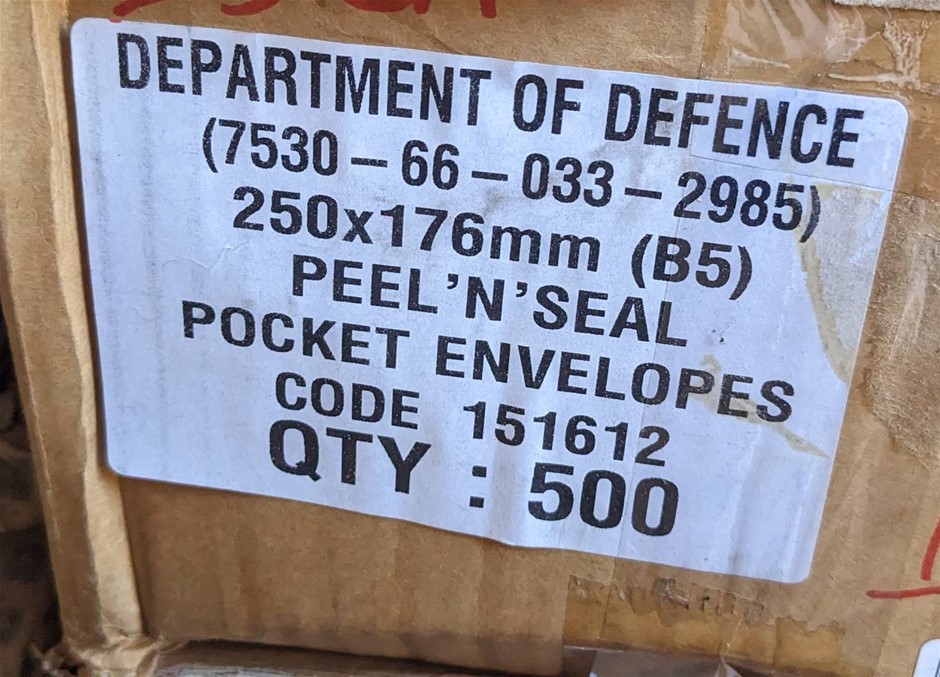 DEPARTMENT OF DEFENCE
(7530 – 66 – 033 – 2985)
250x176mm (B5)
PEEL'N'SEAL
POCKET ENVELOPES
CODE 151612
QTY : 500